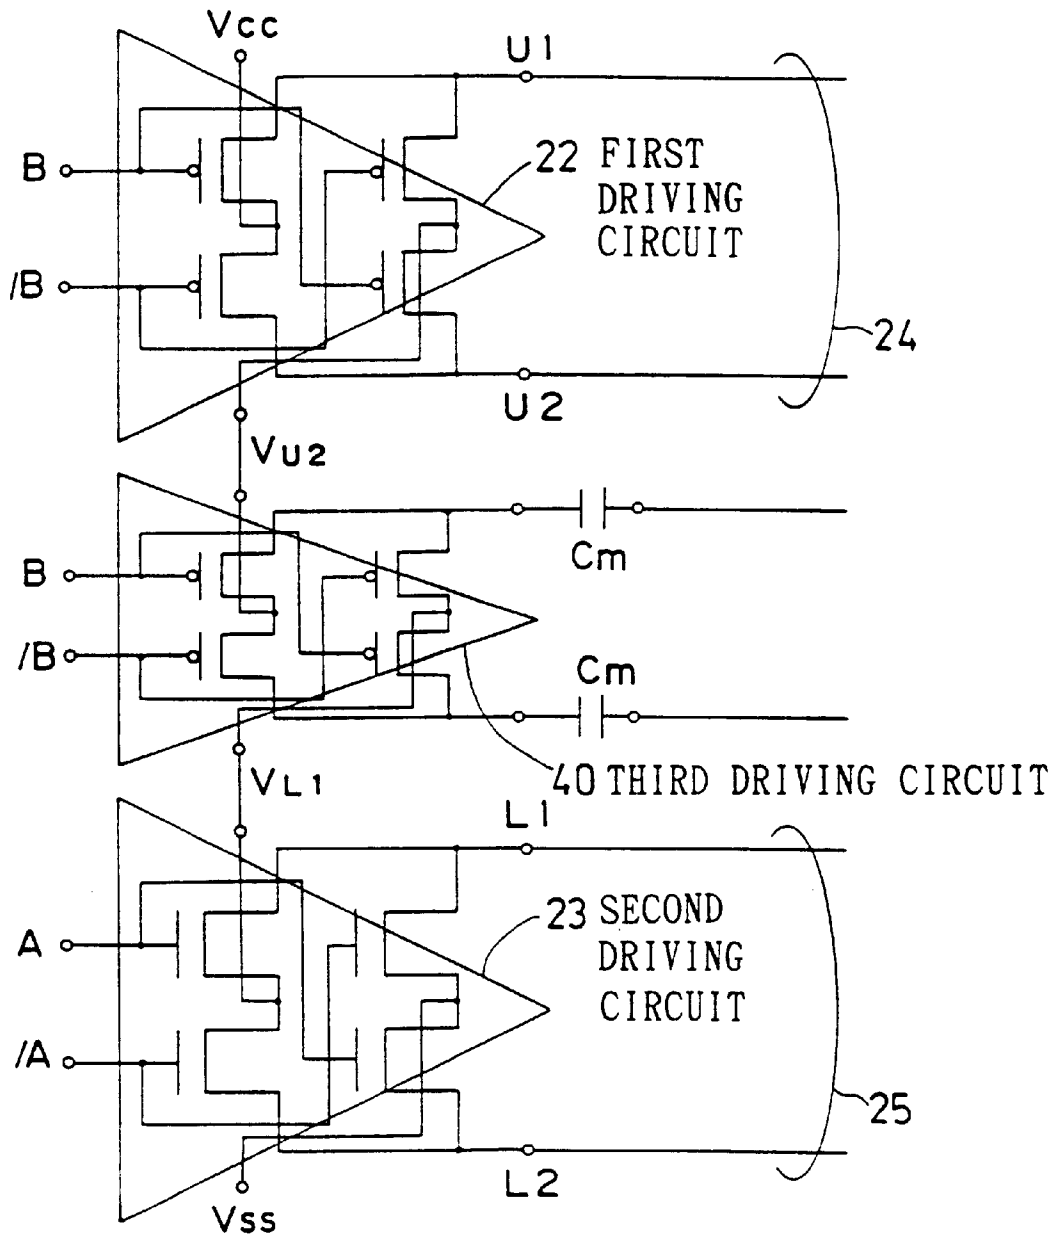 Vcc
U1
B
22 FIRST
DRIVING
CIRCUIT
/B
24
U2
VU2
B
Cm
/B
Cm
VL1
40 THIRD DRIVING CIRCUIT
L1
A
23 SECOND
DRIVING
CIRCUIT
/A
25
L2
Vss